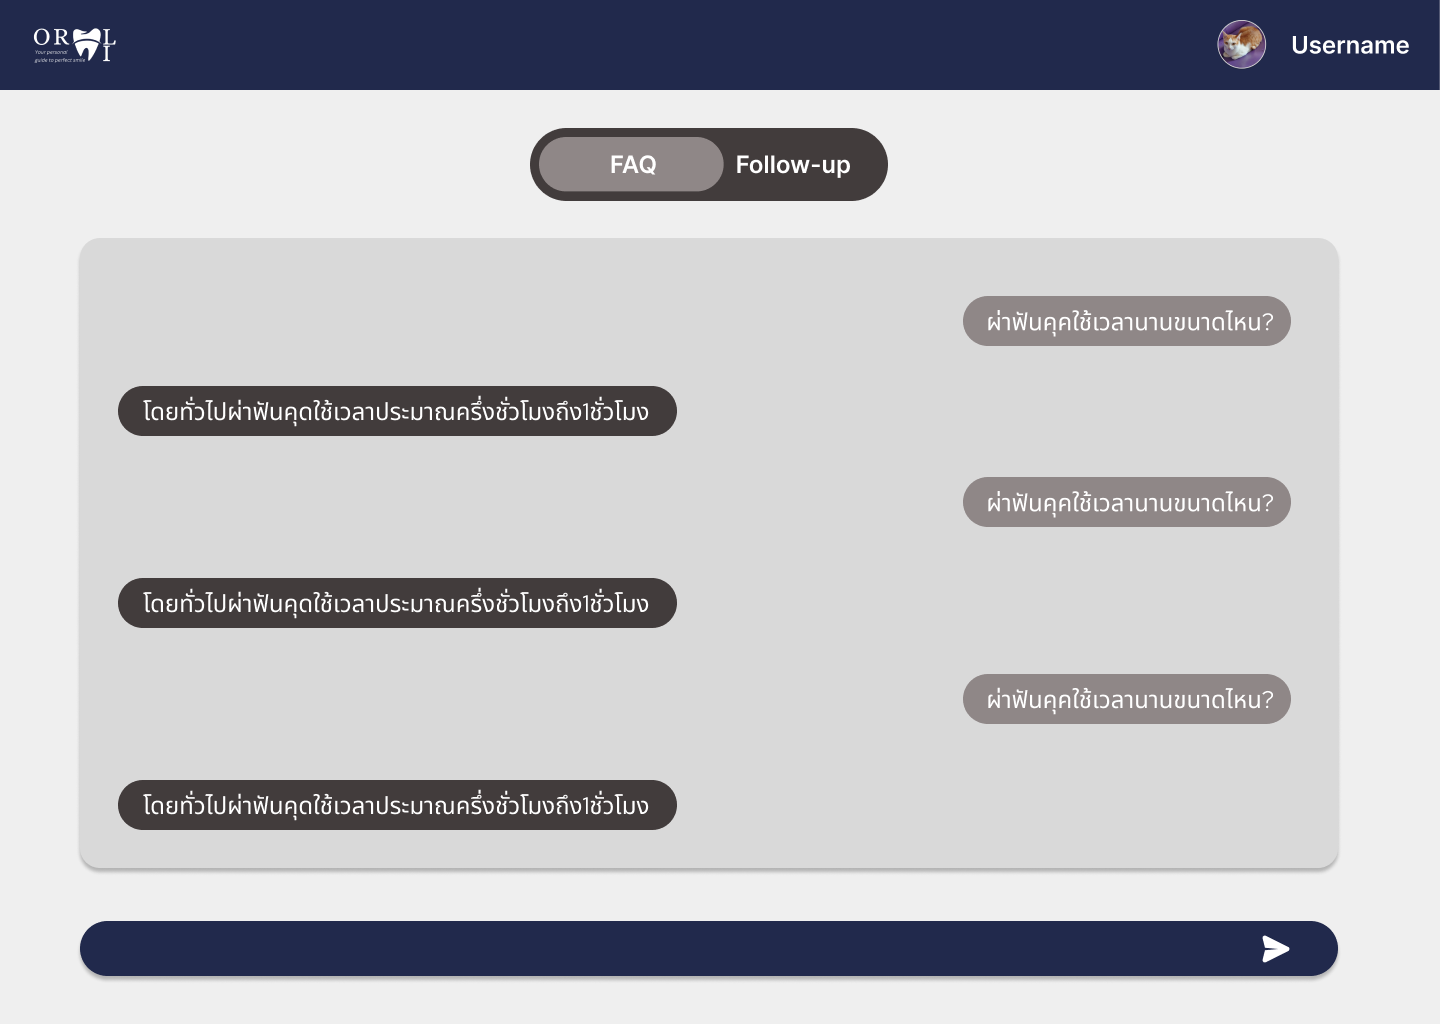 ORAL
Your personal
guide to perfect smile
I
Username
FAQ
Follow-up
ผ่าฟันคุคใช้เวลานานขนาดไหน?
โดยทั่วไปผ่าฟันคุดใช้เวลาประมาณครึ่งชั่วโมงถึง1ชั่วโมง
ผ่าฟันคุคใช้เวลานานขนาดไหน?
โดยทั่วไปผ่าฟันคุดใช้เวลาประมาณครึ่งชั่วโมงถึง1ชั่วโมง
ผ่าฟันคุคใช้เวลานานขนาดไหน?
โดยทั่วไปผ่าฟันคุดใช้เวลาประมาณครึ่งชั่วโมงถึง1ชั่วโมง